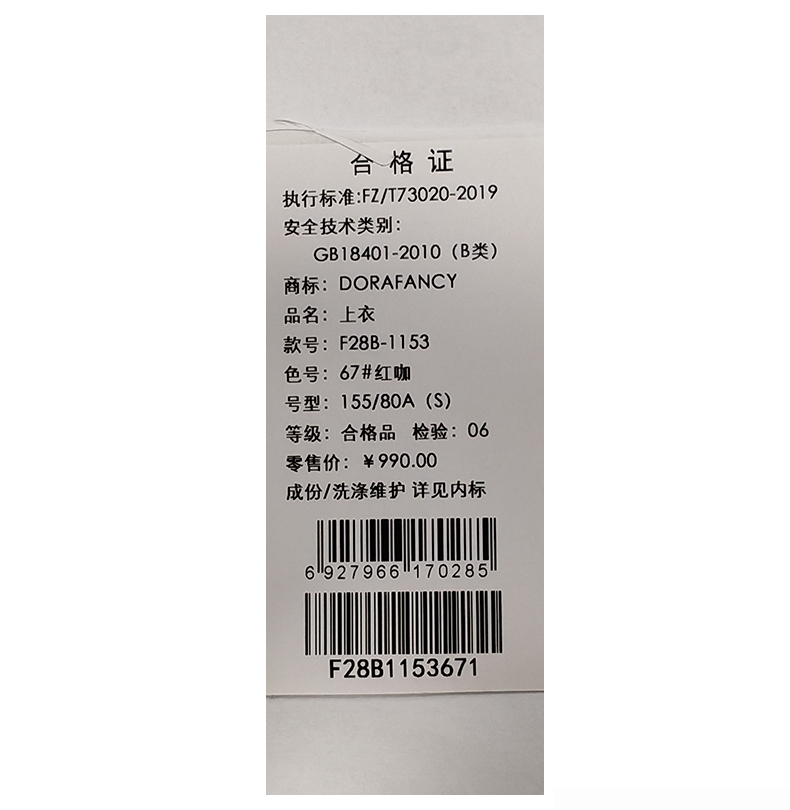 合格证
执行标准:FZ/T73020-2019
安全技术类别:
GB18401-2010（B类）
商标: DORAFANCY
品名: 上衣
款号: F28B-1153
色号: 67#红咖
号型: 155/80A（S）
等级: 合格品 检验: 06
零售价: ¥990.00
成份/洗涤维护 详见内标
6 927966 170285
F28B1153671